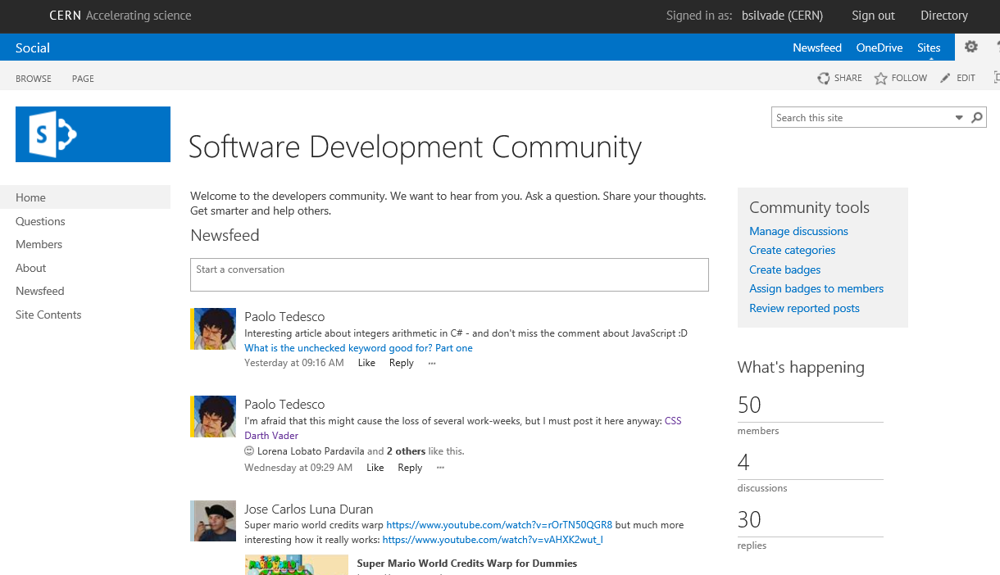 CERN Accelerating science
Signed in as: bsilvade (CERN) Sign out Directory
Social
Newsfeed OneDrive Sites
BROWSE PAGE
SHARE FOLLOW EDIT
S
Search this site
Software Development Community
Home
Questions
Members
About
Newsfeed
Site Contents
Welcome to the developers community. We want to hear from you. Ask a question. Share your thoughts.
Get smarter and help others.
Newsfeed
Start a conversation
Paolo Tedesco
Interesting article about integers arithmetic in C# - and don't miss the comment about JavaScript :D
What is the unchecked keyword good for? Part one
Yesterday at 09:16 AM Like Reply ...
Paolo Tedesco
I'm afraid that this might cause the loss of several work-weeks, but I must post it here anyway: CSS
Darth Vader
Lorena Lobato Pardavila and 2 others like this.
Wednesday at 09:29 AM Like Reply ...
Jose Carlos Luna Duran
Super mario world credits warp https://www.youtube.com/watch?v=rOrTN50QGR8 but much more
interesting how it really works: https://www.youtube.com/watch?v=vAHXK2wut_I
SUPER
MARIO WORLD
Super Mario World Credits Warp for Dummies
Community tools
Manage discussions
Create categories
Create badges
Assign badges to members
Review reported posts
What's happening
50
members
4
discussions
30
replies